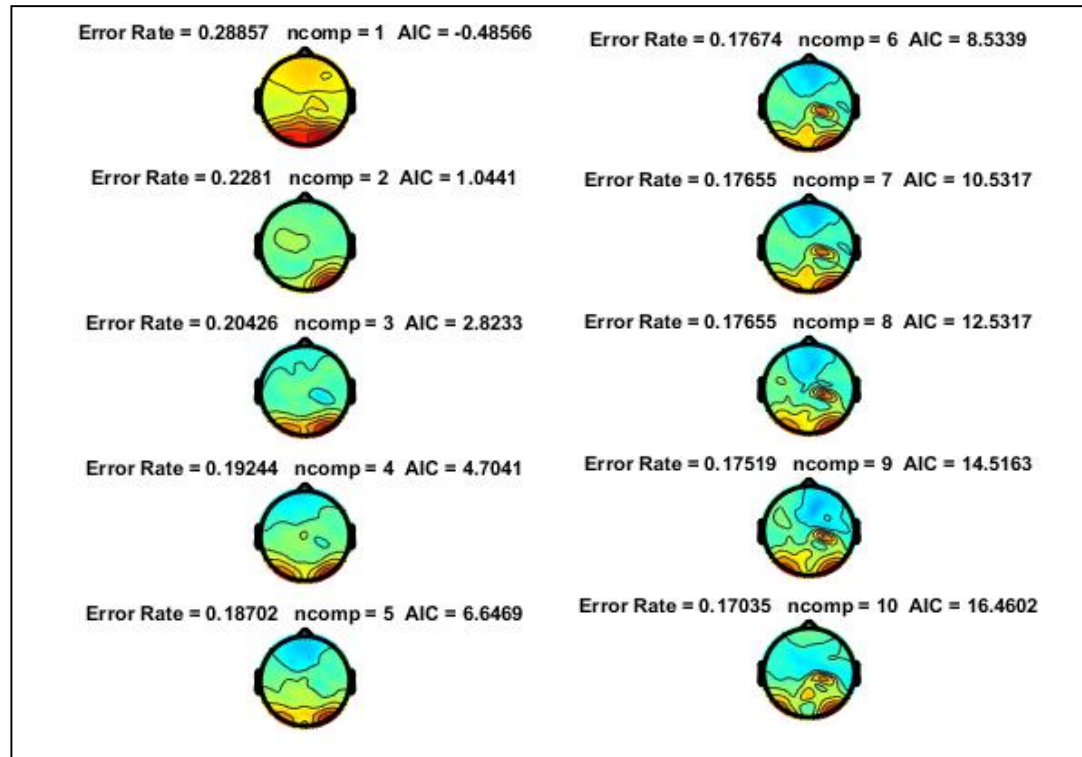 Error Rate = 0.28857 ncomp = 1 AIC = -0.48566
Error Rate = 0.2281 ncomp = 2 AIC = 1.0441
Error Rate = 0.20426 ncomp = 3 AIC = 2.8233
Error Rate = 0.19244 ncomp = 4 AIC = 4.7041
Error Rate = 0.18702 ncomp = 5 AIC = 6.6469
Error Rate = 0.17674 ncomp = 6 AIC = 8.5339
Error Rate = 0.17655 ncomp = 7 AIC = 10.5317
Error Rate = 0.17655 ncomp = 8 AIC = 12.5317
Error Rate = 0.17519 ncomp = 9 AIC = 14.5163
Error Rate = 0.17035 ncomp = 10 AIC = 16.4602